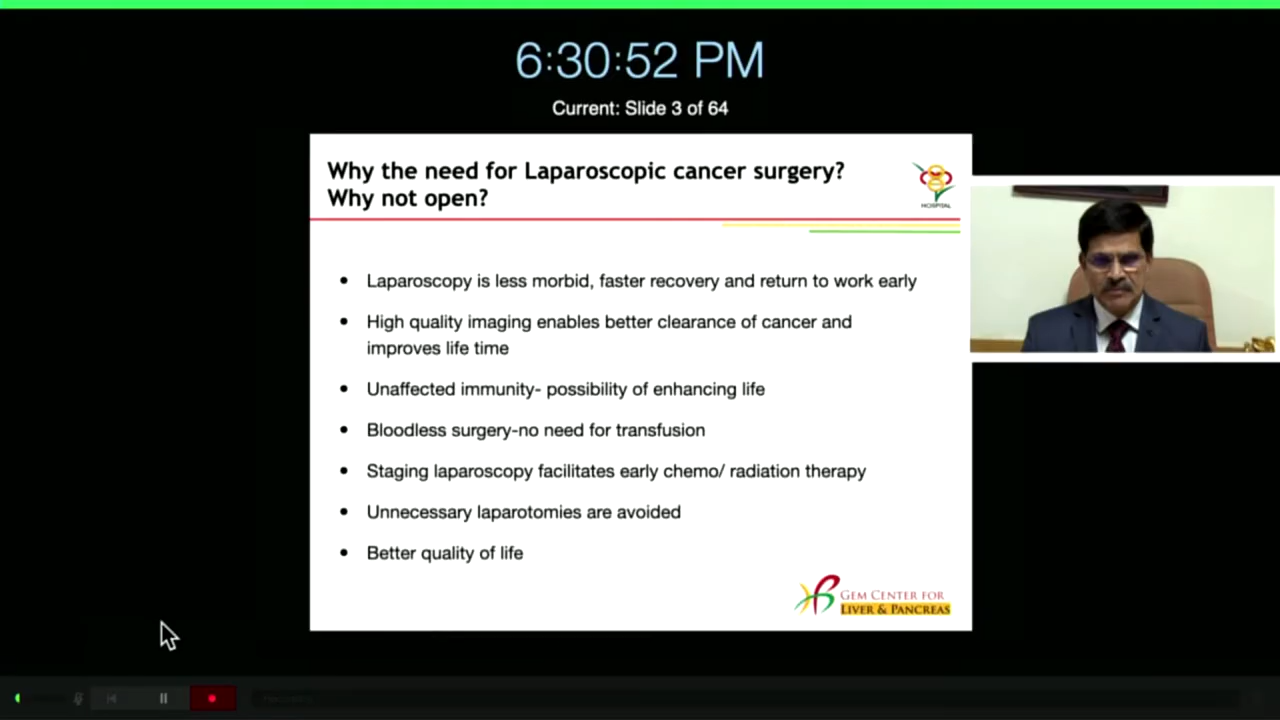 6:30:52 PM
Current: Slide 3 of 64
Why the need for Laparoscopic cancer surgery?
Why not open?
HOSPITAL
• Laparoscopy is less morbid, faster recovery and return to work early
• High quality imaging enables better clearance of cancer and
improves life time
• Unaffected immunity- possibility of enhancing life
• Bloodless surgery-no need for transfusion
• Staging laparoscopy facilitates early chemo/ radiation therapy
• Unnecessary laparotomies are avoided
• Better quality of life
GEM CENTER FOR
LIVER & PANCREAS